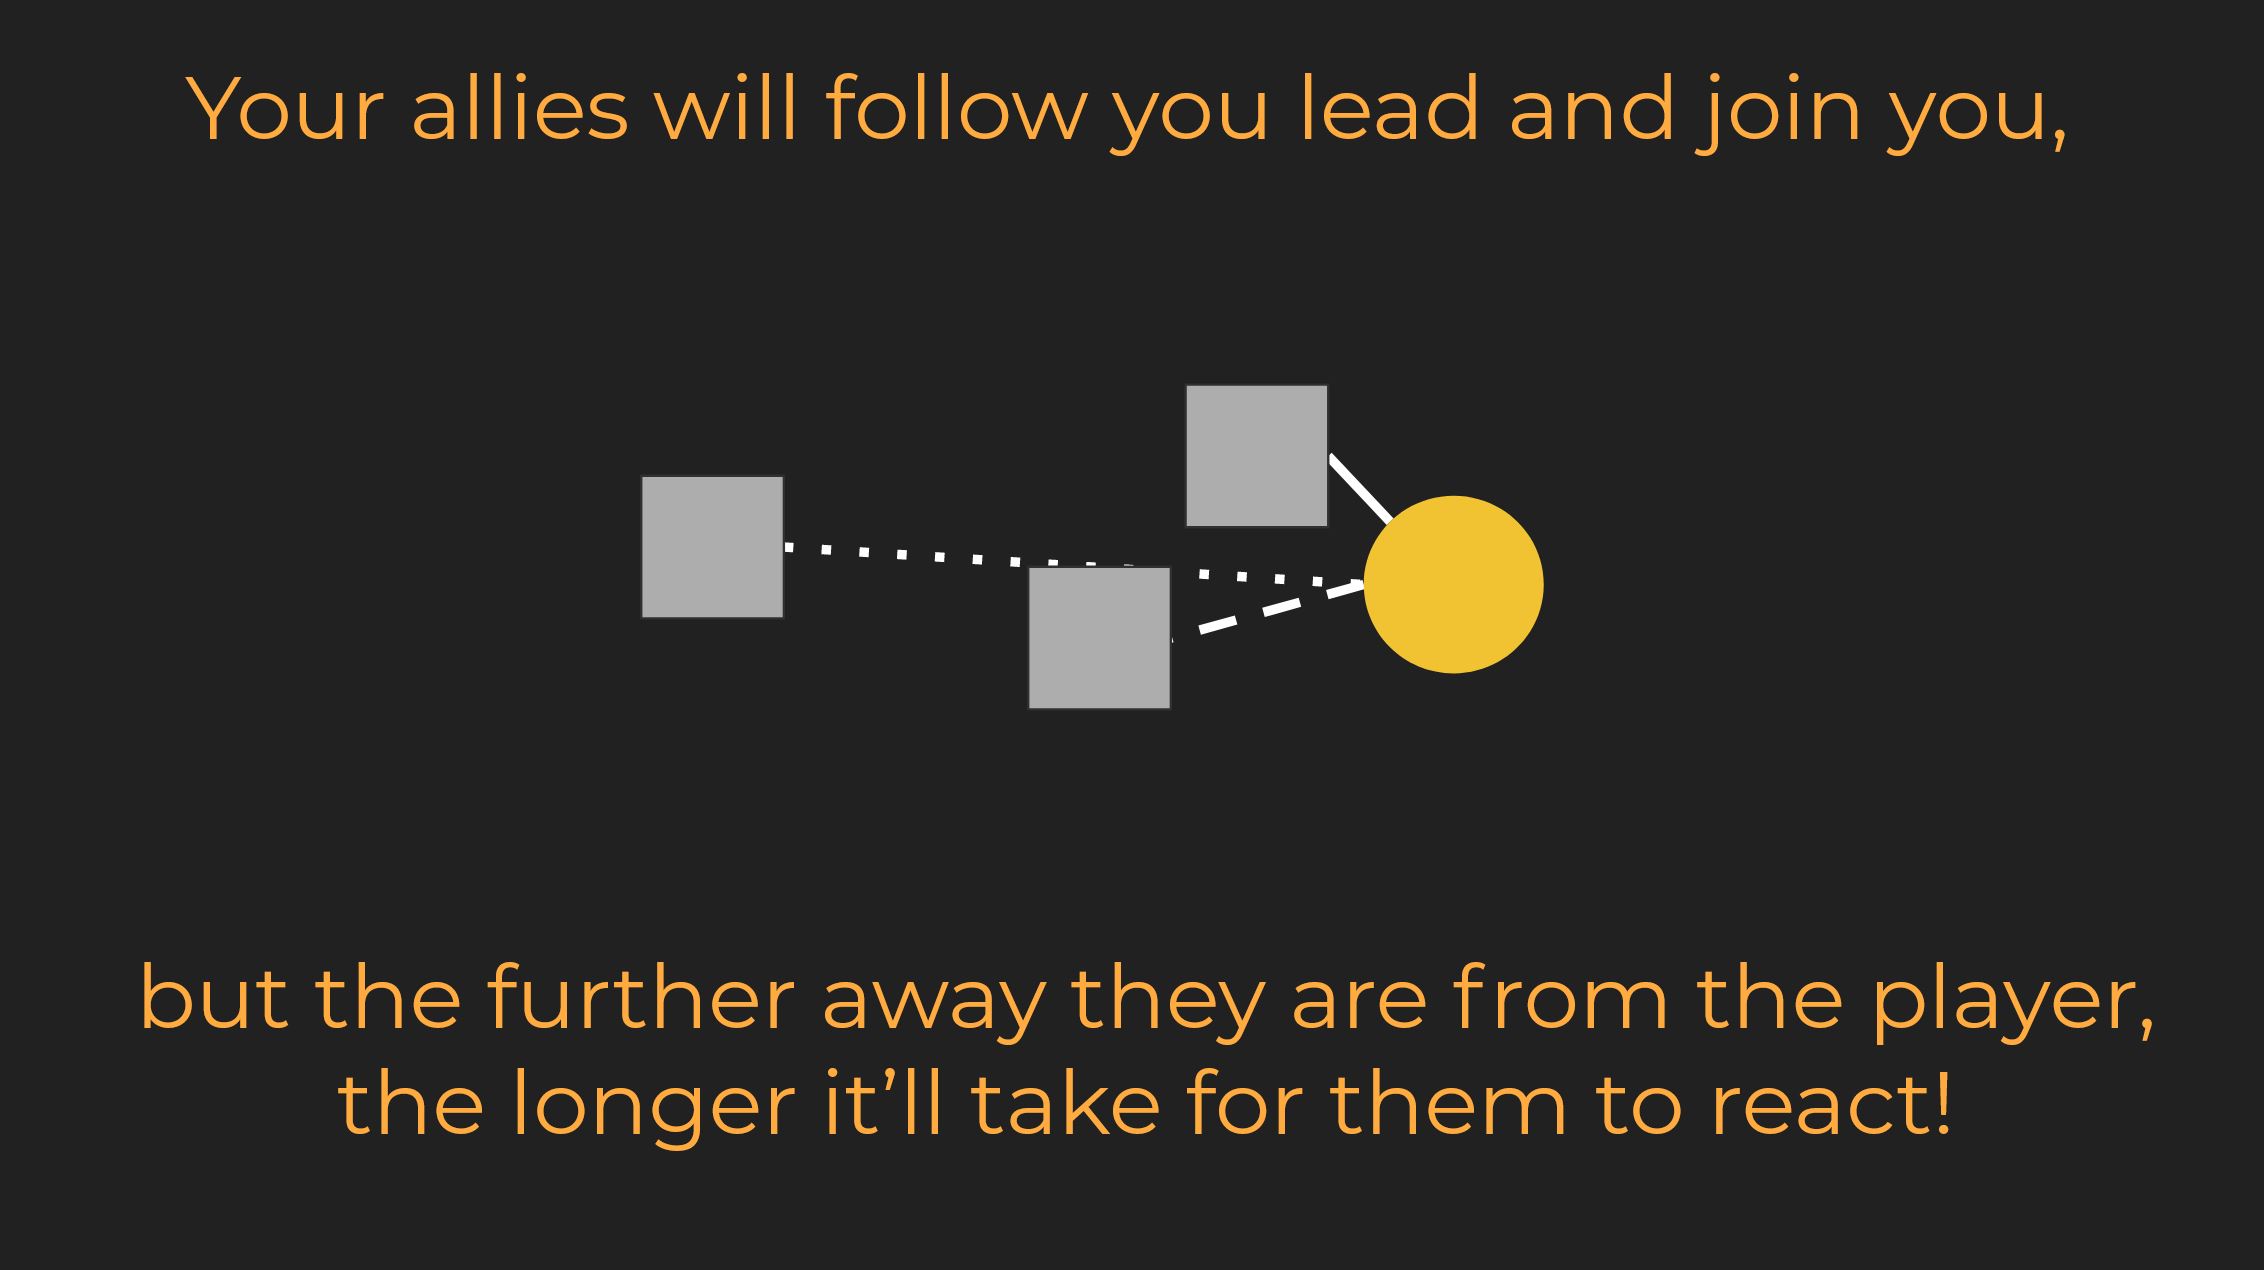 Your allies will follow you lead and join you,
but the further away they are from the player,
the longer it’ll take for them to react!